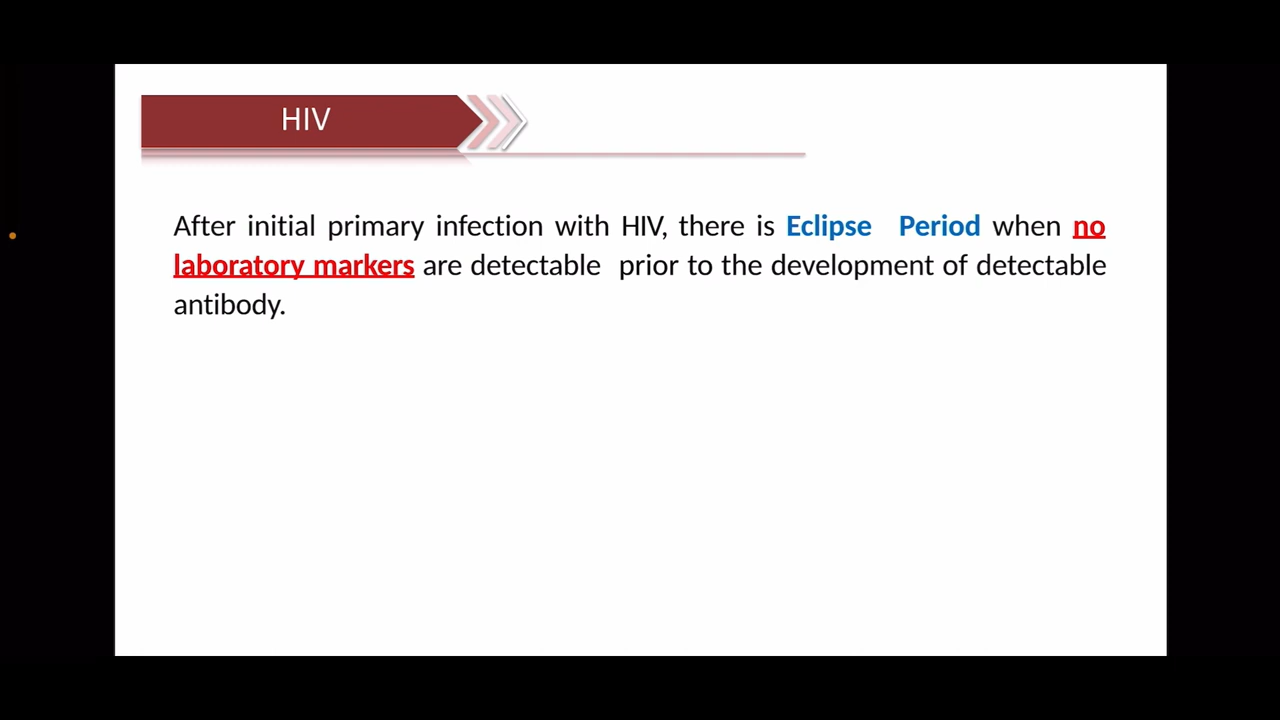 HIV
After initial primary infection with HIV, there is Eclipse Period when no
laboratory markers are detectable prior to the development of detectable
antibody.